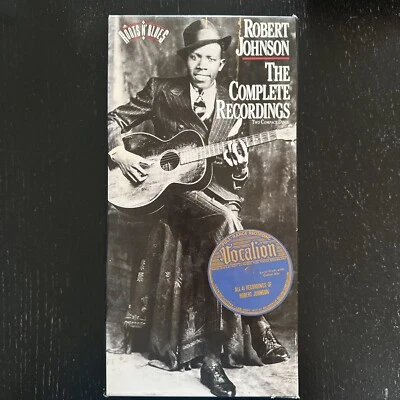 ROOTS N' BLUES
ROBERT
JOHNSON
THE
COMPLETE
RECORDINGS
TWO COMPACT DISCS
Vocalion
ALL 41 RECORDINGS OF
ROBERT JOHNSON